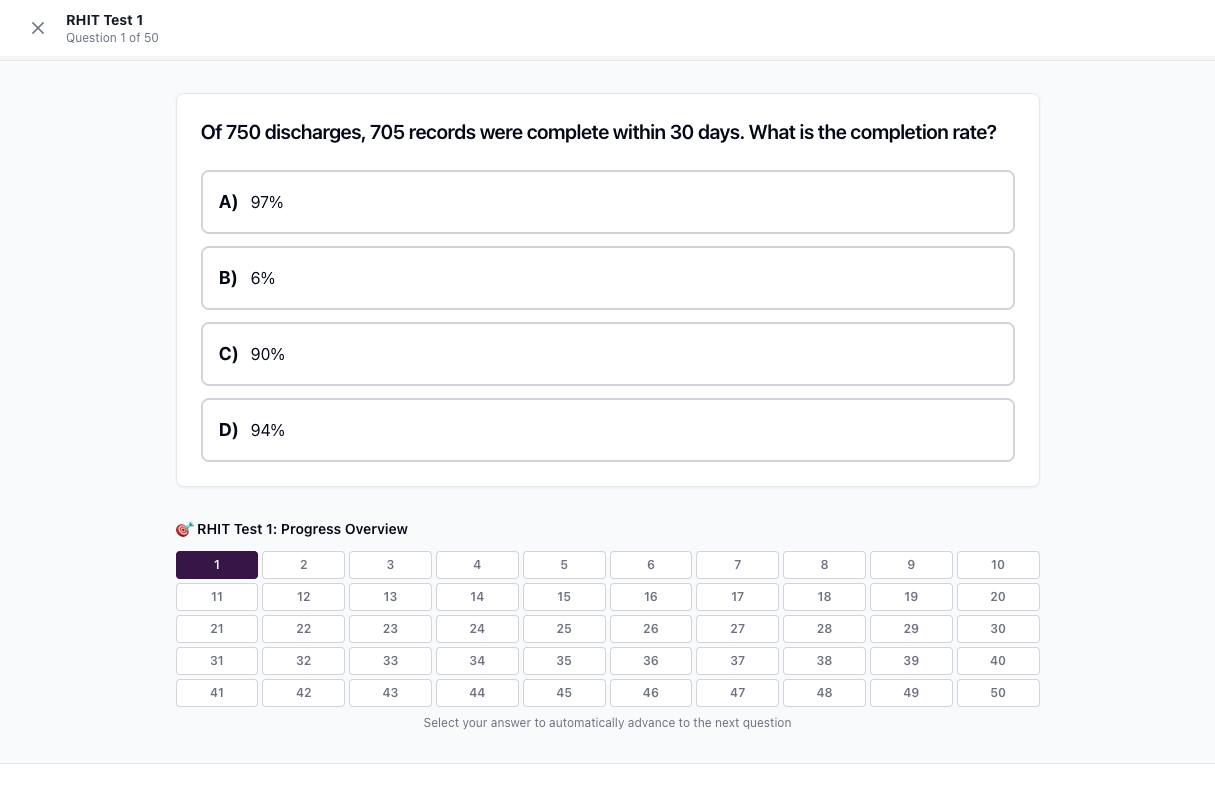 RHIT Test 1
Question 1 of 50
Of 750 discharges, 705 records were complete within 30 days. What is the completion rate?
A) 97%
B) 6%
C) 90%
D) 94%
RHIT Test 1: Progress Overview
1 2 3 4 5 6 7 8 9 10
11 12 13 14 15 16 17 18 19 20
21 22 23 24 25 26 27 28 29 30
31 32 33 34 35 36 37 38 39 40
41 42 43 44 45 46 47 48 49 50
Select your answer to automatically advance to the next question